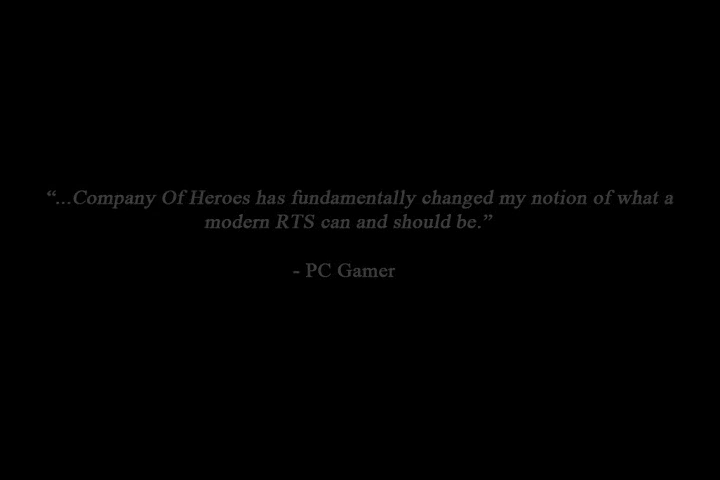 “...Company Of Heroes has fundamentally changed my notion of what a
modern RTS can and should be.”
- PC Gamer